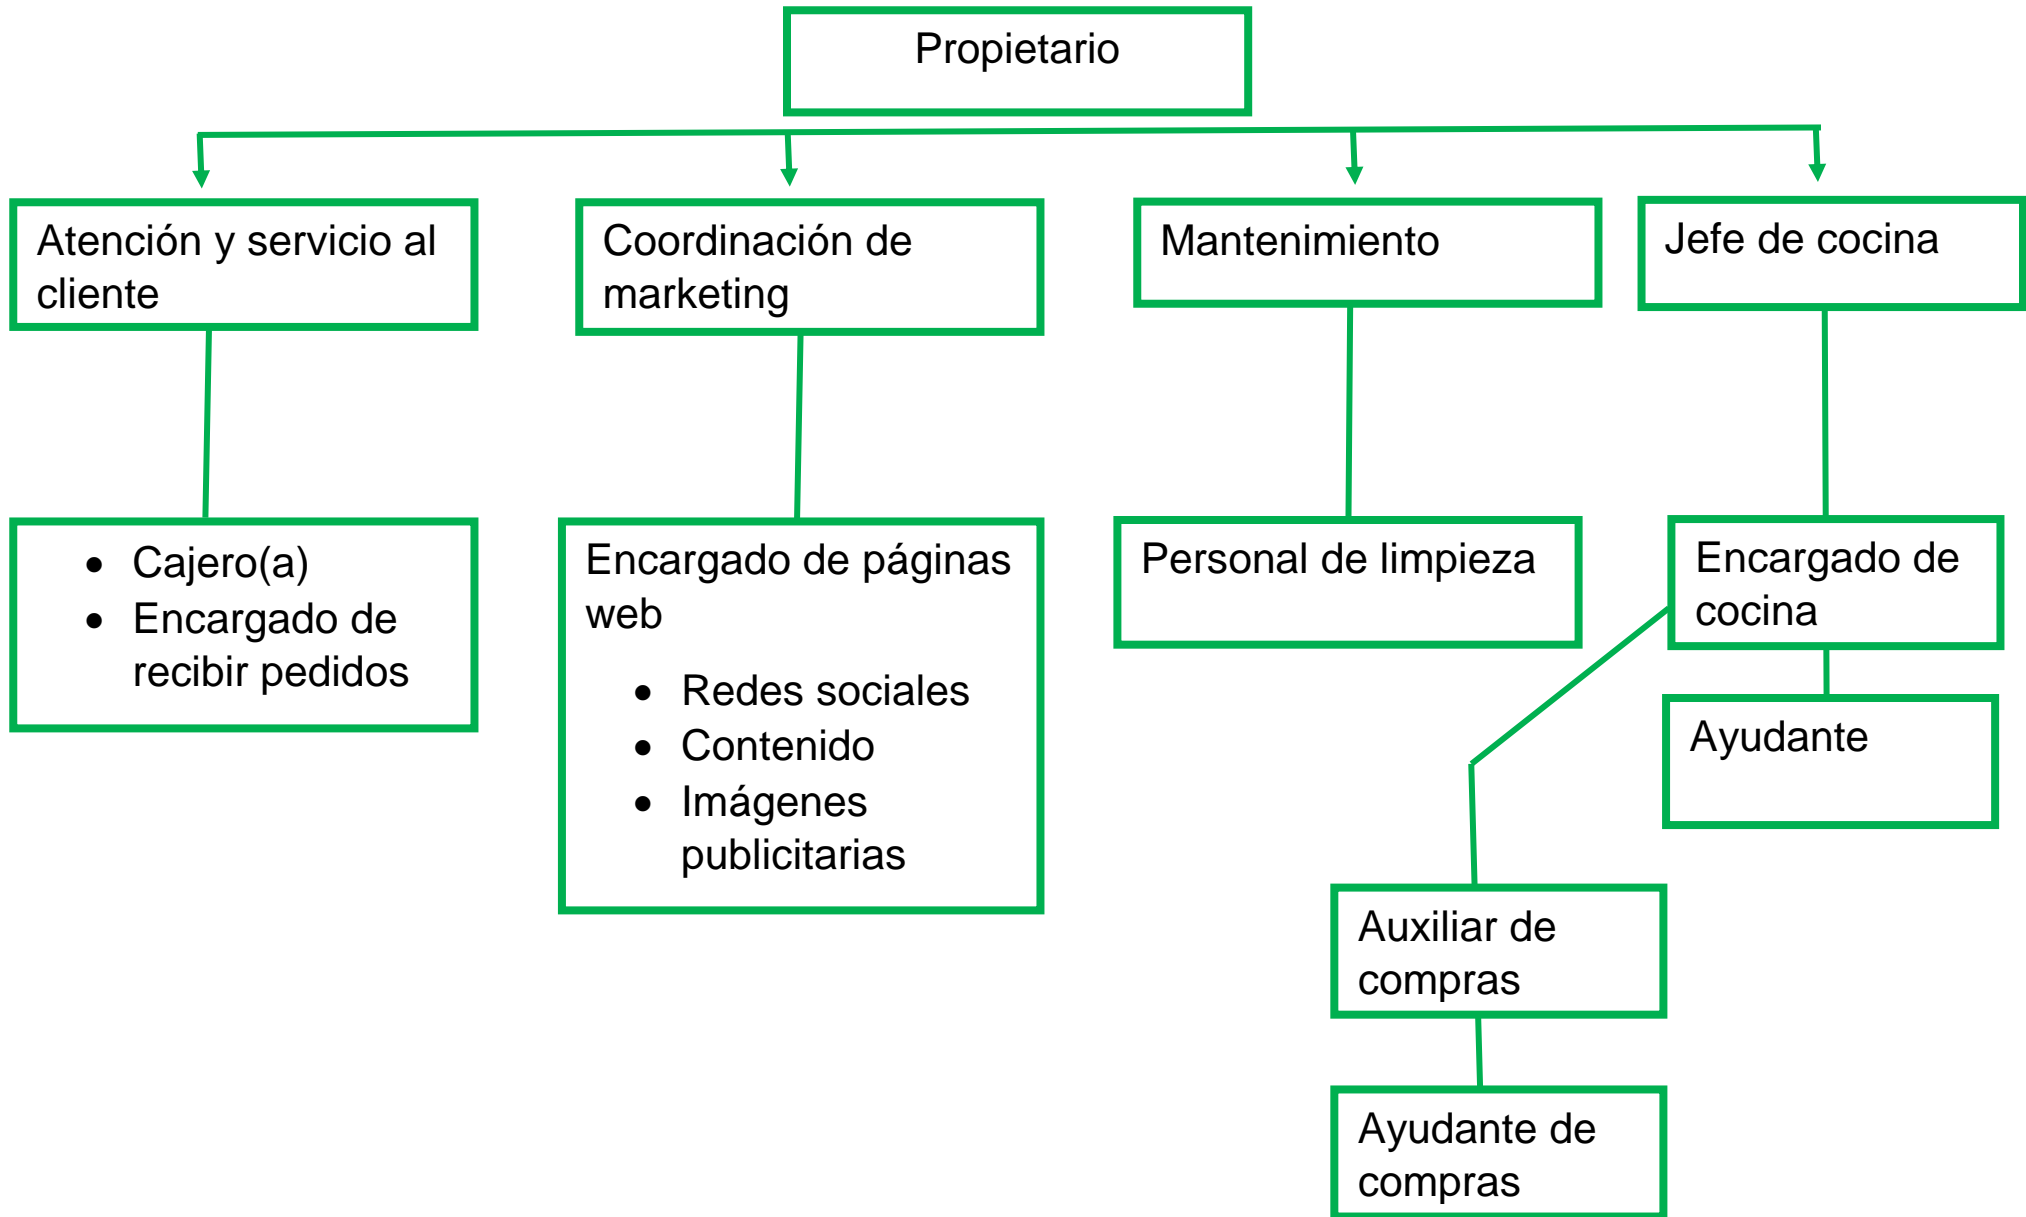 Propietario
Atención y servicio al
cliente
Coordinación de
marketing
Mantenimiento
Jefe de cocina
• Cajero(a)
• Encargado de
recibir pedidos
Encargado de páginas
web
• Redes sociales
• Contenido
• Imágenes
publicitarias
Personal de limpieza
Encargado de
cocina
Ayudante
Auxiliar de
compras
Ayudante de
compras